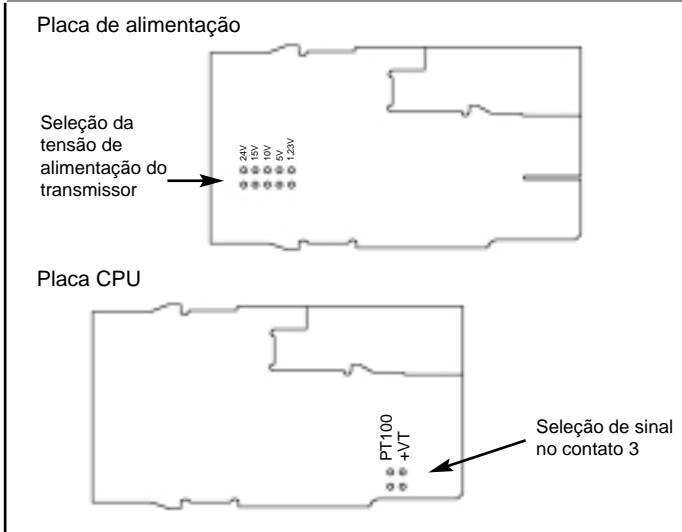 Placa de alimentação
Seleção da
tensão de
alimentação do
transmissor
24V
15V
10V
5V
1,23V
Placa CPU
PT100
+VT
Seleção de sinal
no contato 3